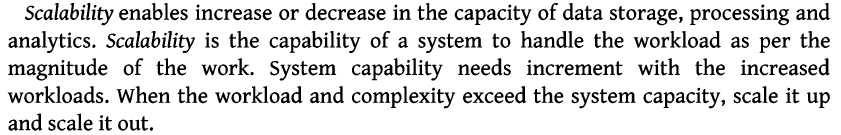 Scalability enables increase or decrease in the capacity of data storage, processing and
analytics. Scalability is the capability of a system to handle the workload as per the
magnitude of the work. System capability needs increment with the increased
workloads. When the workload and complexity exceed the system capacity, scale it up
and scale it out.